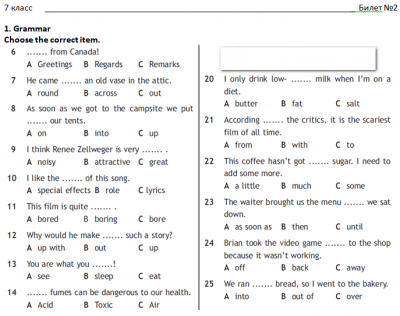 7 класс Билет №2
1. Grammar
Choose the correct item.
6 ....... from Canada!
A Greetings B Regards C Remarks
7 He came ....... an old vase in the attic.
A round B across C out
8 As soon as we got to the campsite we put
....... our tents.
A on B into C up
9 I think Renee Zellweger is very ....... .
A noisy B attractive C great
10 I like the ....... of this song.
A special effects B role C lyrics
11 This film is quite ....... .
A bored B boring C bore
12 Why would he make ....... such a story?
A up with B out C up
13 You are what you .......!
A see B sleep C eat
14 ....... fumes can be dangerous to our health.
A Acid B Toxic C Air
20 I only drink low- ....... milk when I'm on a
diet.
A butter B fat C salt
21 According ....... the critics, it is the scariest
film of all time.
A from B with C to
22 This coffee hasn't got ....... sugar. I need to
add some more.
A a little B much C some
23 The waiter brought us the menu ....... we sat
down.
A as soon as B then C until
24 Brian took the video game ....... to the shop
because it wasn't working.
A off B back C away
25 We ran ....... bread, so I went to the bakery.
A into B out of C over